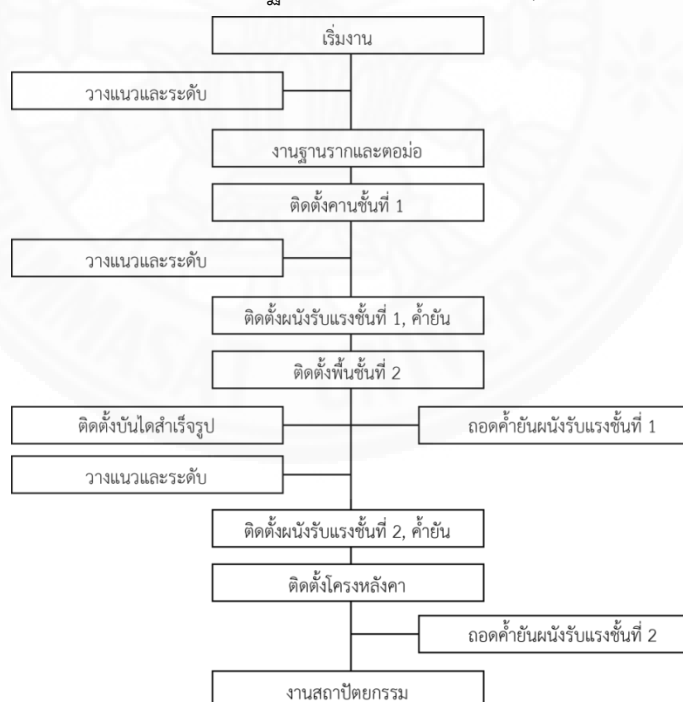 เริ่มงาน
วางแนวและระดับ
งานฐานรากและตอม่อ
ติดตั้งคานชั้นที่ 1
วางแนวและระดับ
ติดตั้งผนังรับแรงชั้นที่ 1, ค้ำยัน
ติดตั้งพื้นชั้นที่ 2
ติดตั้งบันไดสำเร็จรูป
ถอดค้ำยันผนังรับแรงชั้นที่ 1
วางแนวและระดับ
ติดตั้งผนังรับแรงชั้นที่ 2, ค้ำยัน
ติดตั้งโครงหลังคา
ถอดค้ำยันผนังรับแรงชั้นที่ 2
งานสถาปัตยกรรม